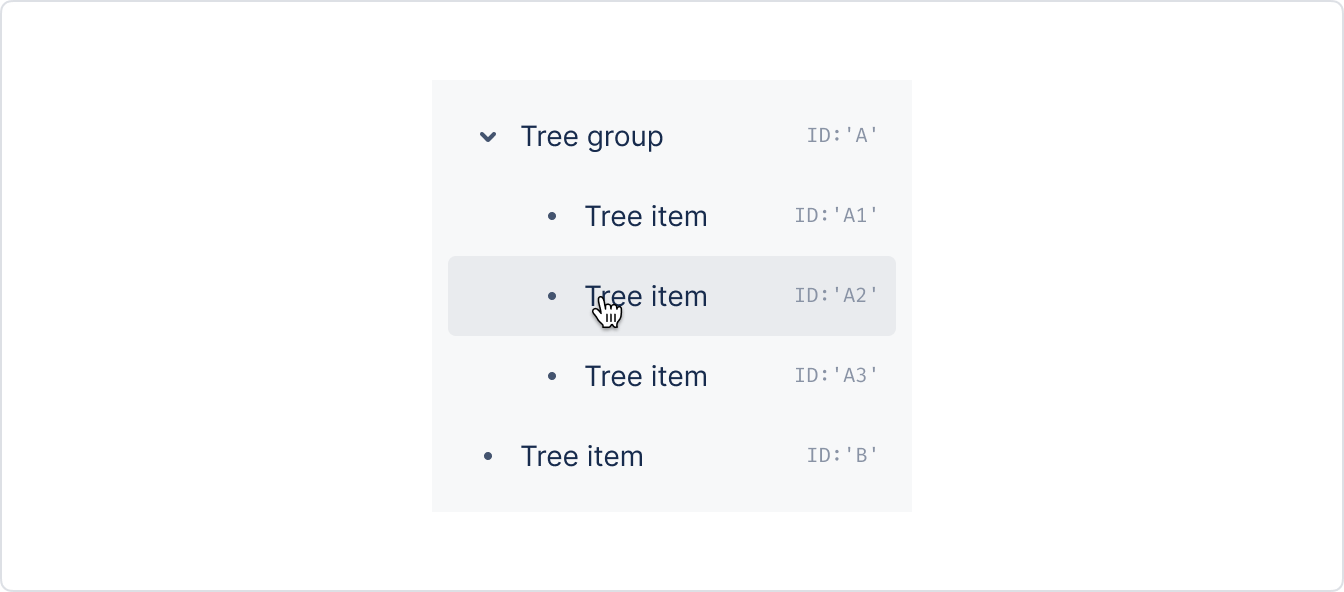 Tree group ID:'A'
Tree item ID:'A1'
Tree item ID:'A2'
Tree item ID:'A3'
Tree item ID:'B'